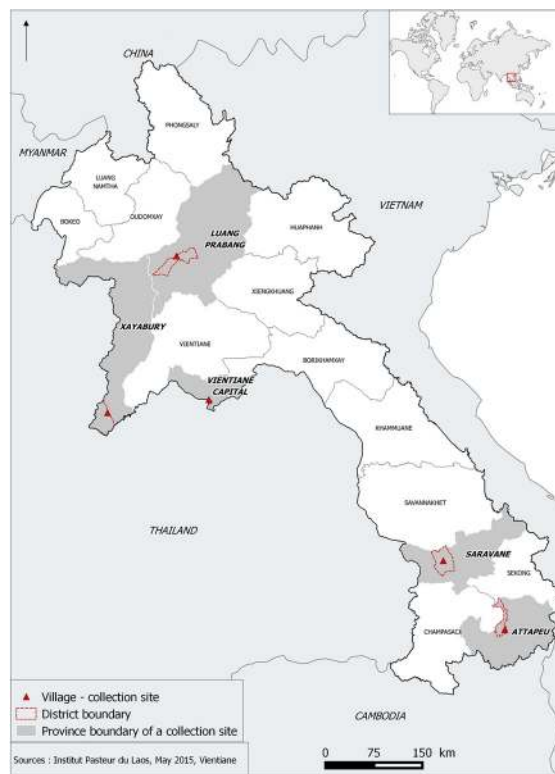 CHINA
PHONGSALY
MYANMAR
LUANG
NAMTHA
BOKEO
OUDOMXAY
VIETNAM
LUANG
PRABANG
HUAPHANH
XIENGKHUANG
XAYABURY
VIENTIANE
BORIKHAMXAY
VIENTIANE
CAPITAL
KHAMMUANE
SAVANNAKHET
THAILAND
SARAVANE
SEKONG
CHAMPASACK
ATTAPEU
CAMBODIA
Village - collection site
District boundary
Province boundary of a collection site
Sources : Institut Pasteur du Laos, May 2015, Vientiane
0 75 150 km